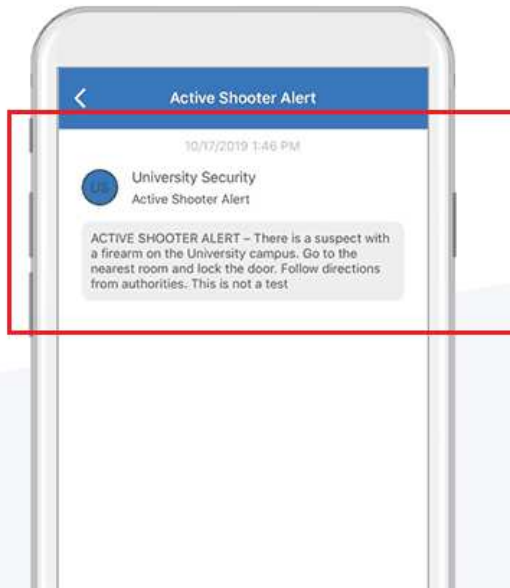 Active Shooter Alert
10/17/2019 1:46 PM
US
University Security
Active Shooter Alert
ACTIVE SHOOTER ALERT – There is a suspect with
a firearm on the University campus. Go to the
nearest room and lock the door. Follow directions
from authorities. This is not a test